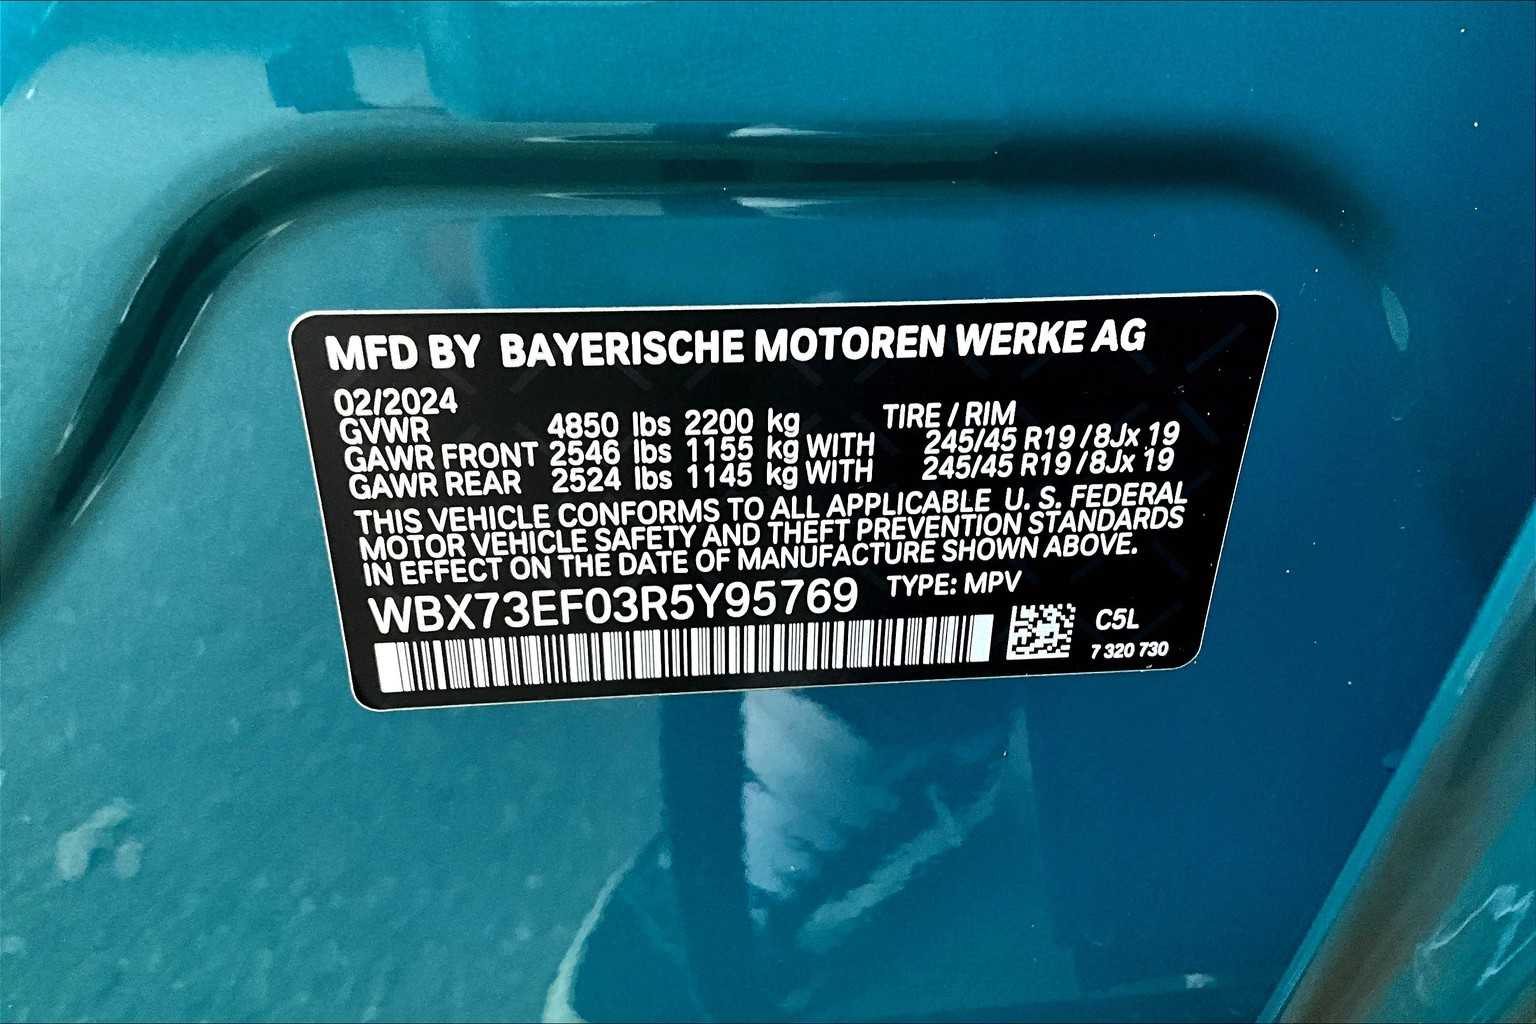 MFD BY BAYERISCHE MOTOREN WERKE AG
02/2024
GVWR 4850 lbs 2200 kg TIRE / RIM
GAWR FRONT 2546 lbs 1155 kg WITH 245/45 R19 / 8Jx 19
GAWR REAR 2524 lbs 1145 kg WITH 245/45 R19 / 8Jx 19
THIS VEHICLE CONFORMS TO ALL APPLICABLE U. S. FEDERAL
MOTOR VEHICLE SAFETY AND THEFT PREVENTION STANDARDS
IN EFFECT ON THE DATE OF MANUFACTURE SHOWN ABOVE.
WBX73EF03R5Y95769 TYPE: MPV
C5L
7 320 730